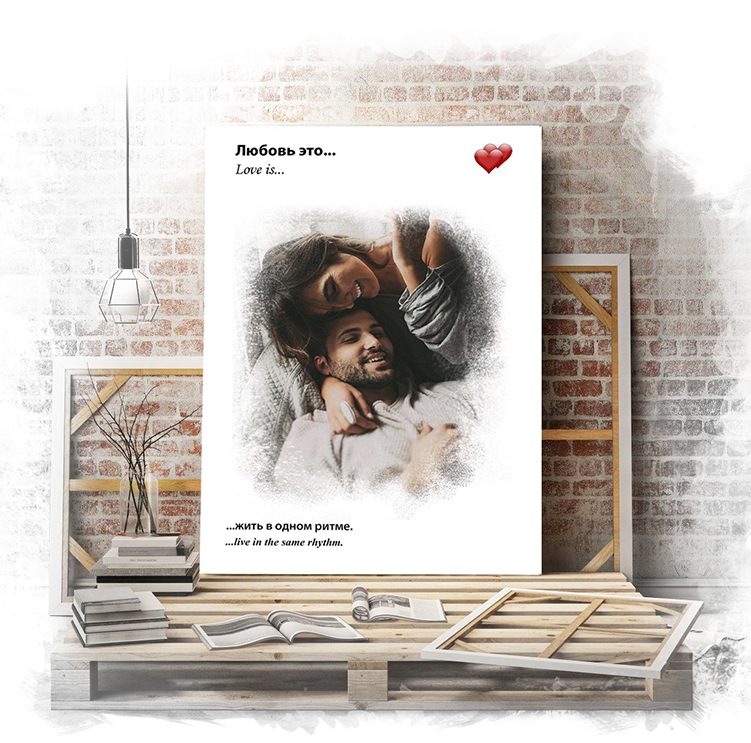 Любовь это...
Love is...
...жить в одном ритме.
...live in the same rhythm.